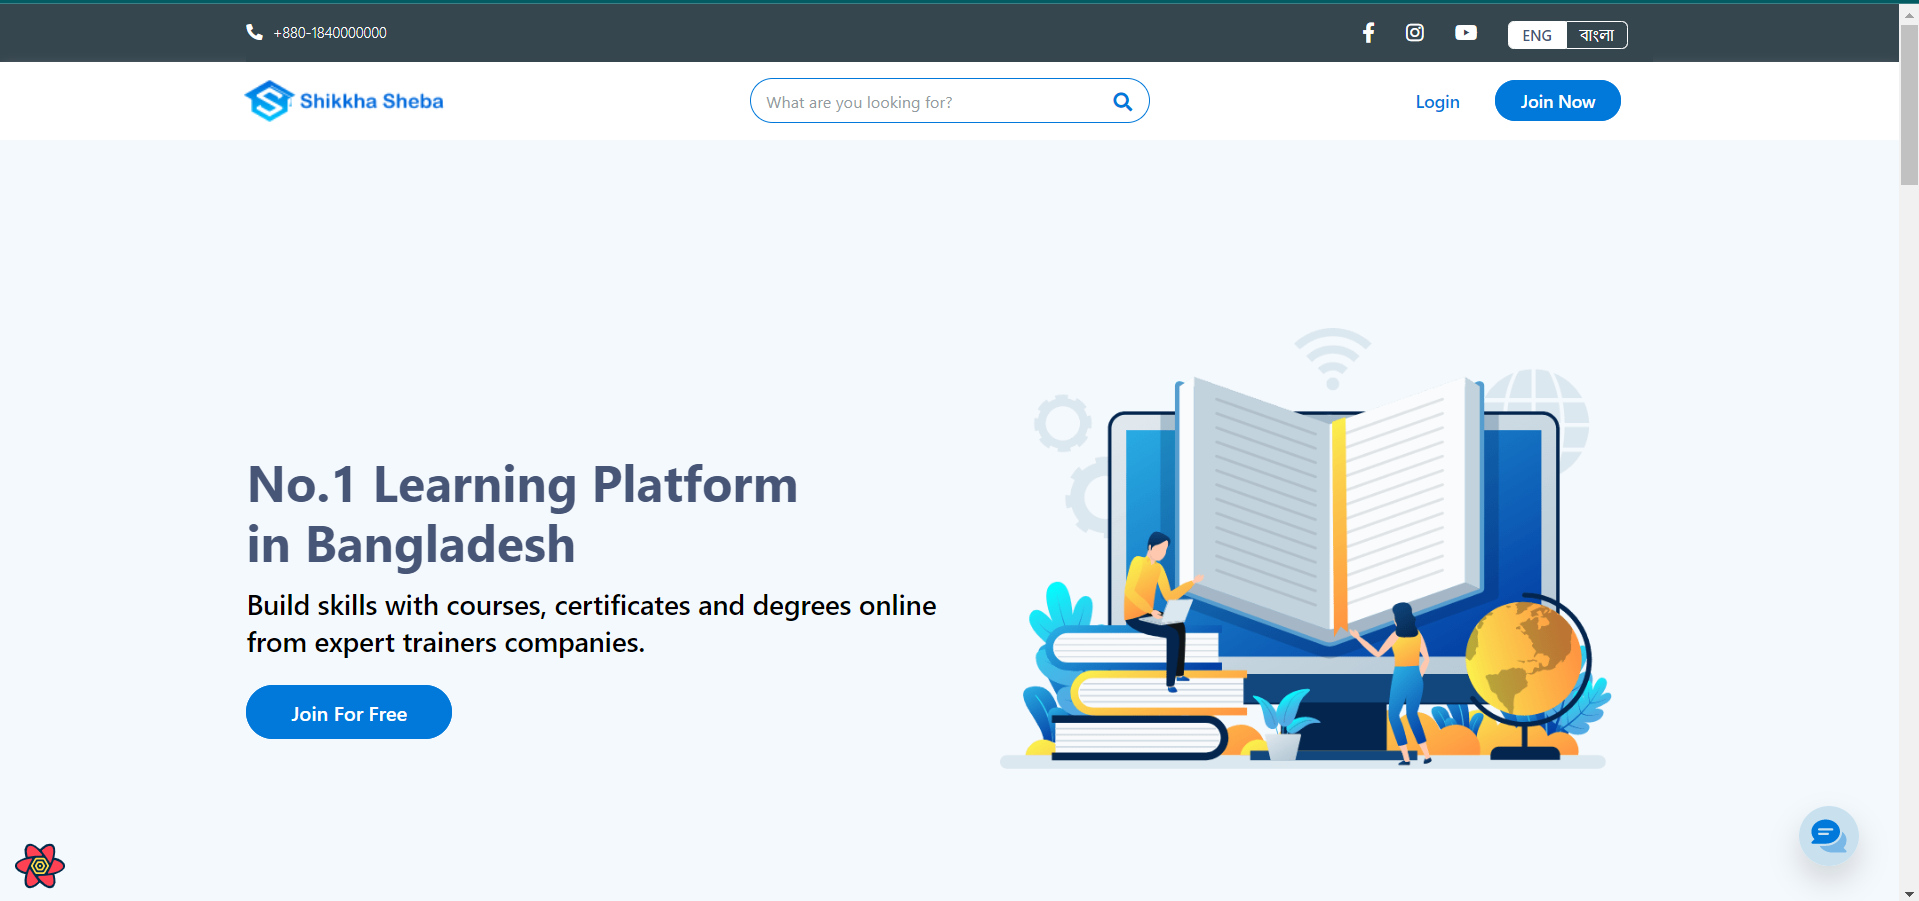 +880-1840000000
ENG বাংলা
Shikkha Sheba
What are you looking for?
Login
Join Now
No.1 Learning Platform
in Bangladesh
Build skills with courses, certificates and degrees online
from expert trainers companies.
Join For Free